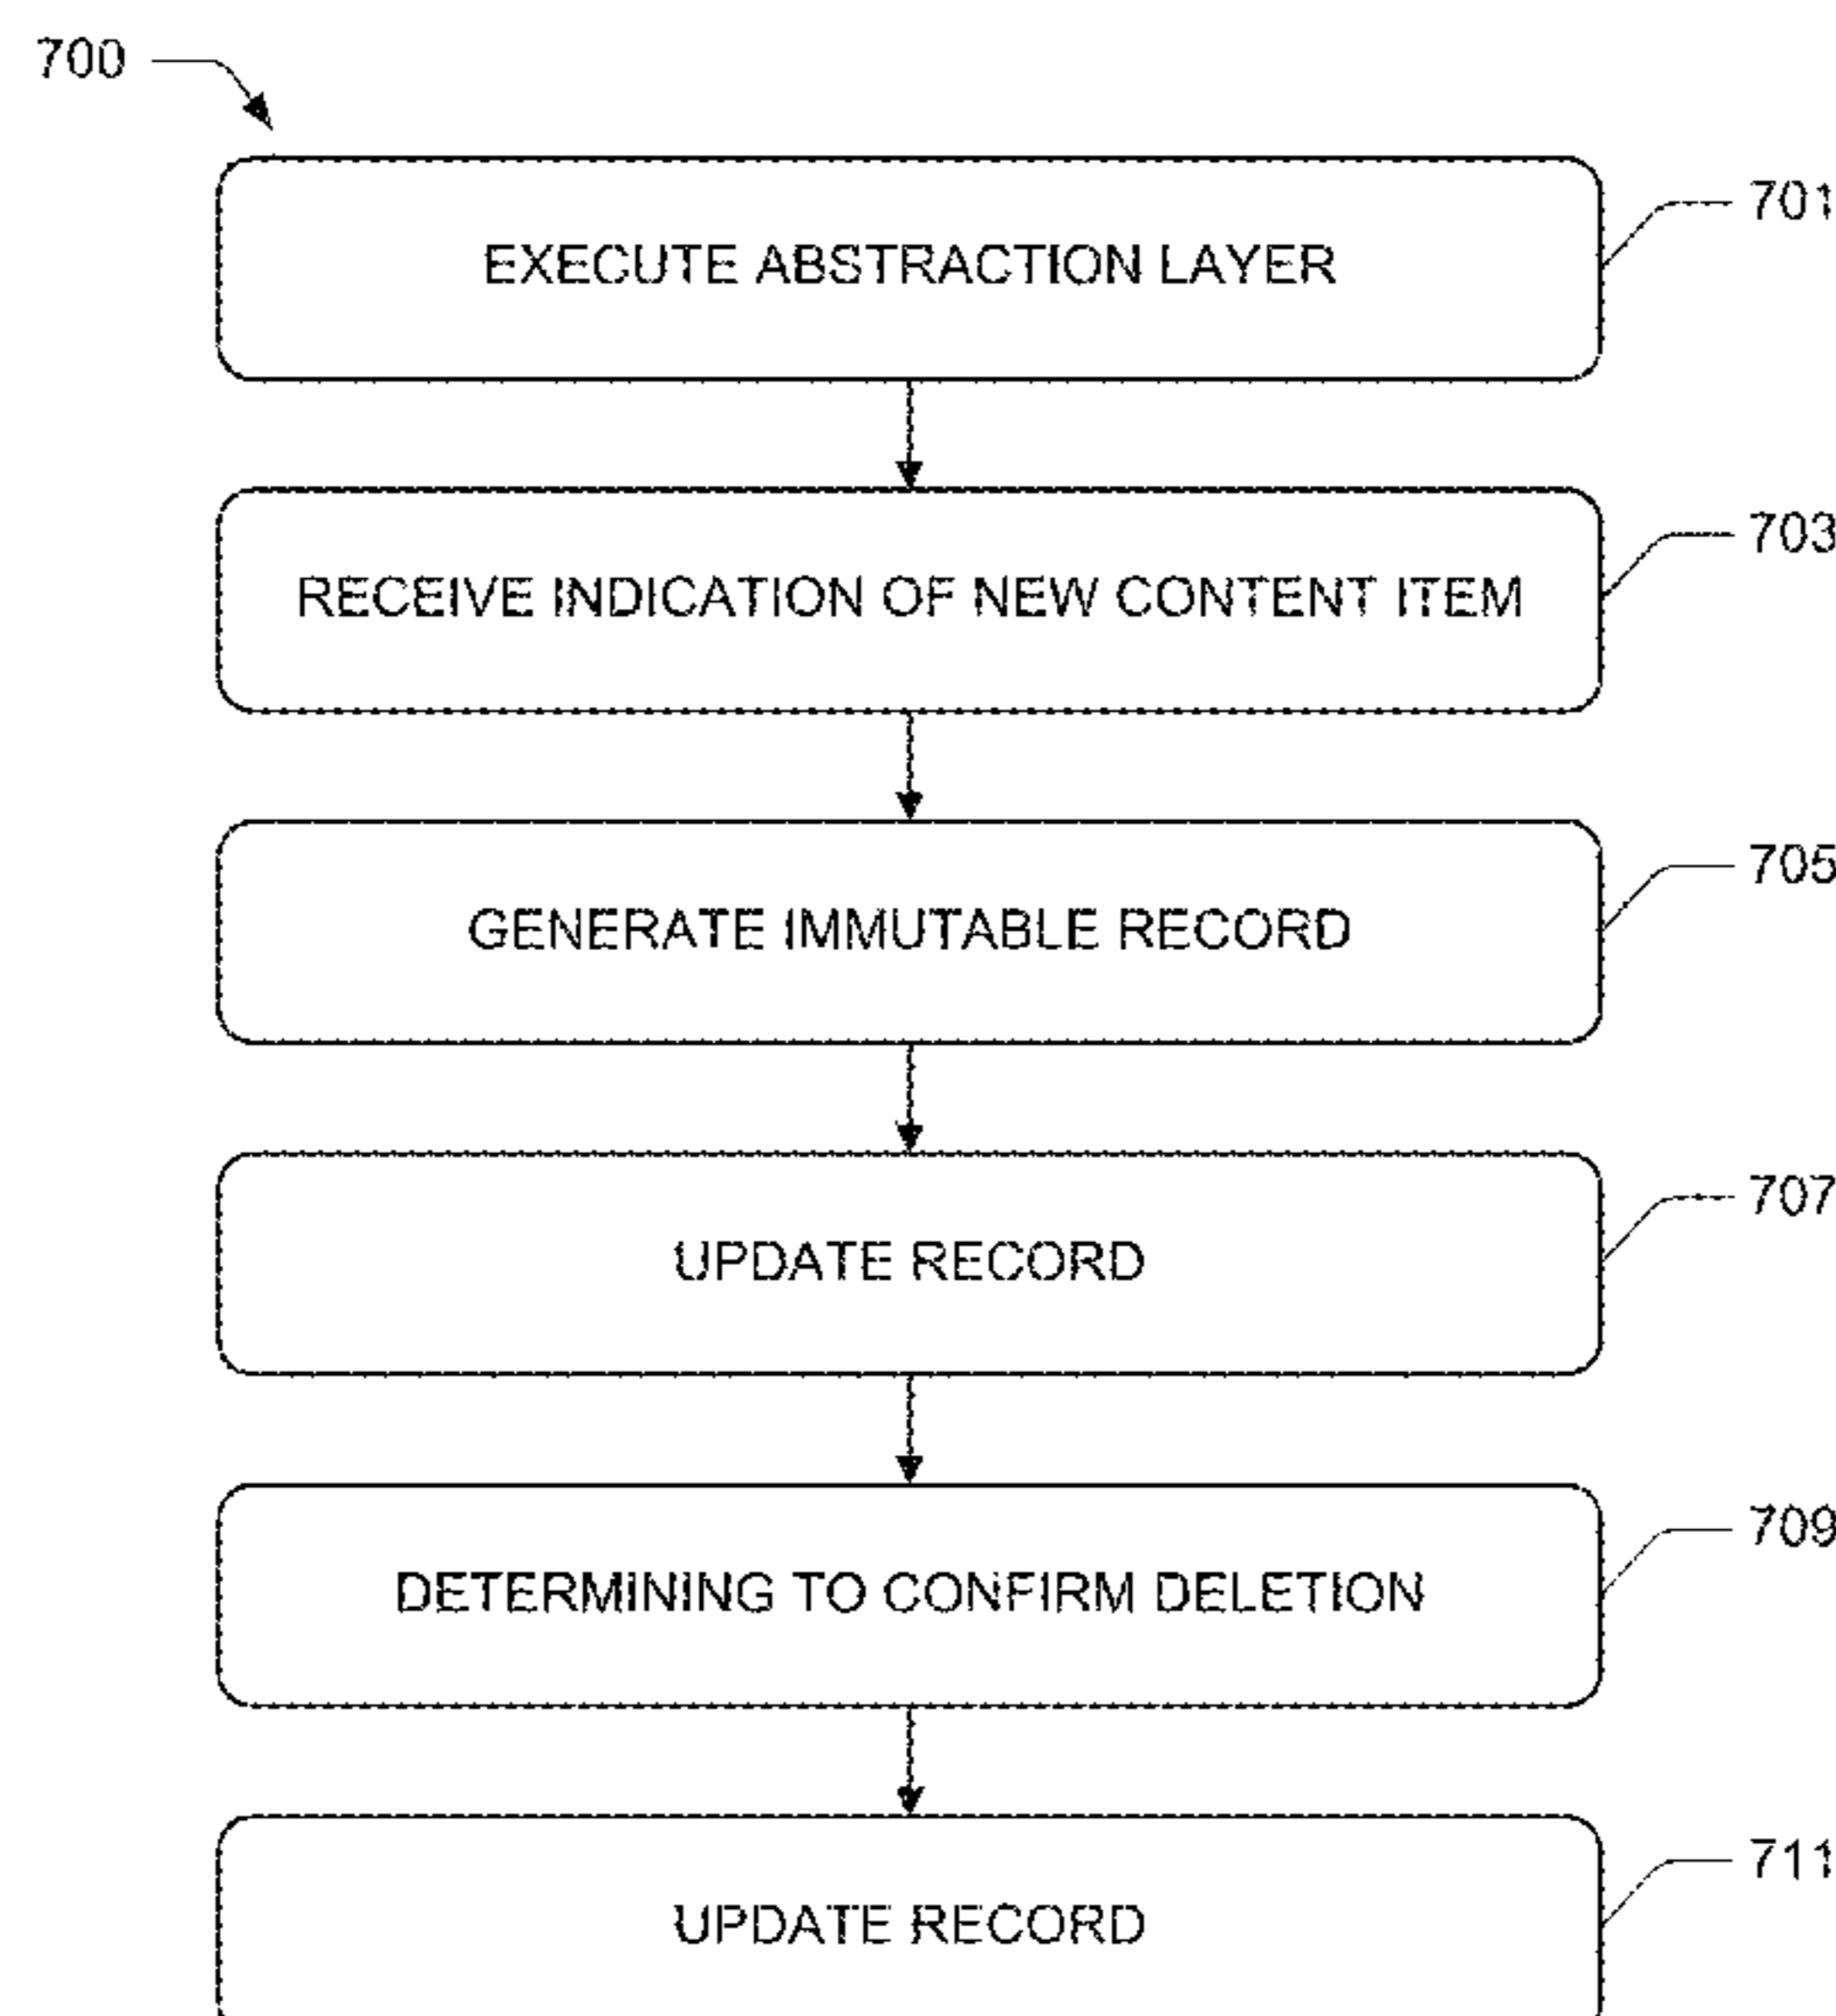 700
701
EXECUTE ABSTRACTION LAYER
703
RECEIVE INDICATION OF NEW CONTENT ITEM
705
GENERATE IMMUTABLE RECORD
707
UPDATE RECORD
709
DETERMINING TO CONFIRM DELETION
711
UPDATE RECORD